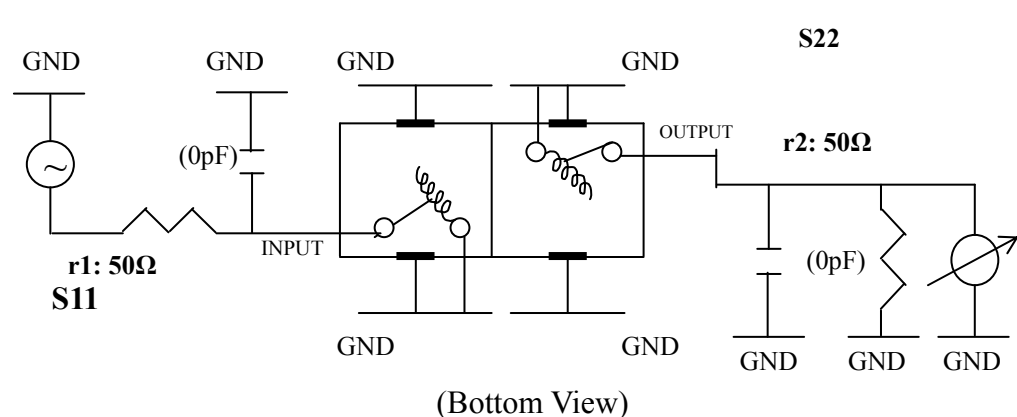 S22
GND
GND
GND
GND
(0pF)
~
OUTPUT
r2: 50Ω
INPUT
r1: 50Ω
S11
(0pF)
GND
GND
GND
GND
GND
(Bottom View)